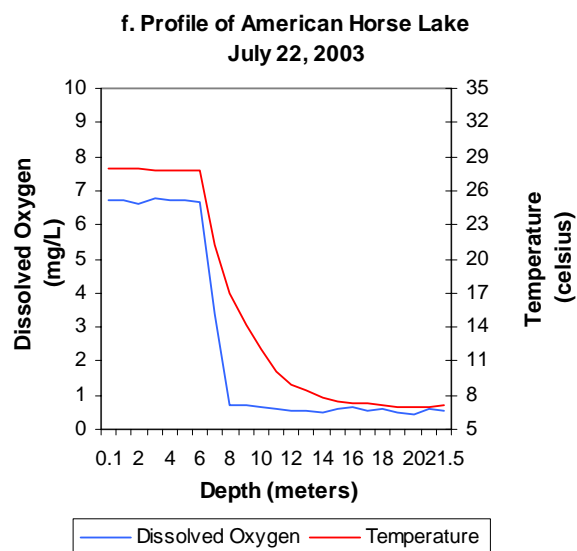 f. Profile of American Horse Lake
July 22, 2003
Dissolved Oxygen
(mg/L)
10
9
8
7
6
5
4
3
2
1
0
35
32
29
26
23
20
17
14
11
8
5
Temperature
(celsius)
0.1 2 4 6 8 10 12 14 16 18 20 21.5
Depth (meters)
Dissolved Oxygen Temperature